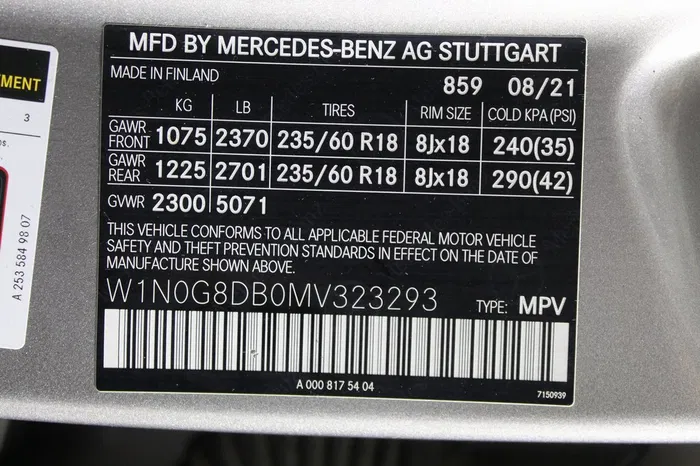 MFD BY MERCEDES-BENZ AG STUTTGART
MADE IN FINLAND 859 08/21
KG LB TIRES RIM SIZE COLD KPA(PSI)
GAWR FRONT 1075 2370 235/60 R18 8Jx18 240(35)
GAWR REAR 1225 2701 235/60 R18 8Jx18 290(42)
GVWR 2300 5071
THIS VEHICLE CONFORMS TO ALL APPLICABLE FEDERAL MOTOR VEHICLE
SAFETY AND THEFT PREVENTION STANDARDS IN EFFECT ON THE DATE OF
MANUFACTURE SHOWN ABOVE.
W1N0G8DB0MV323293 TYPE: MPV
A 000 817 54 04
7150939
3
A 253 584 98 07